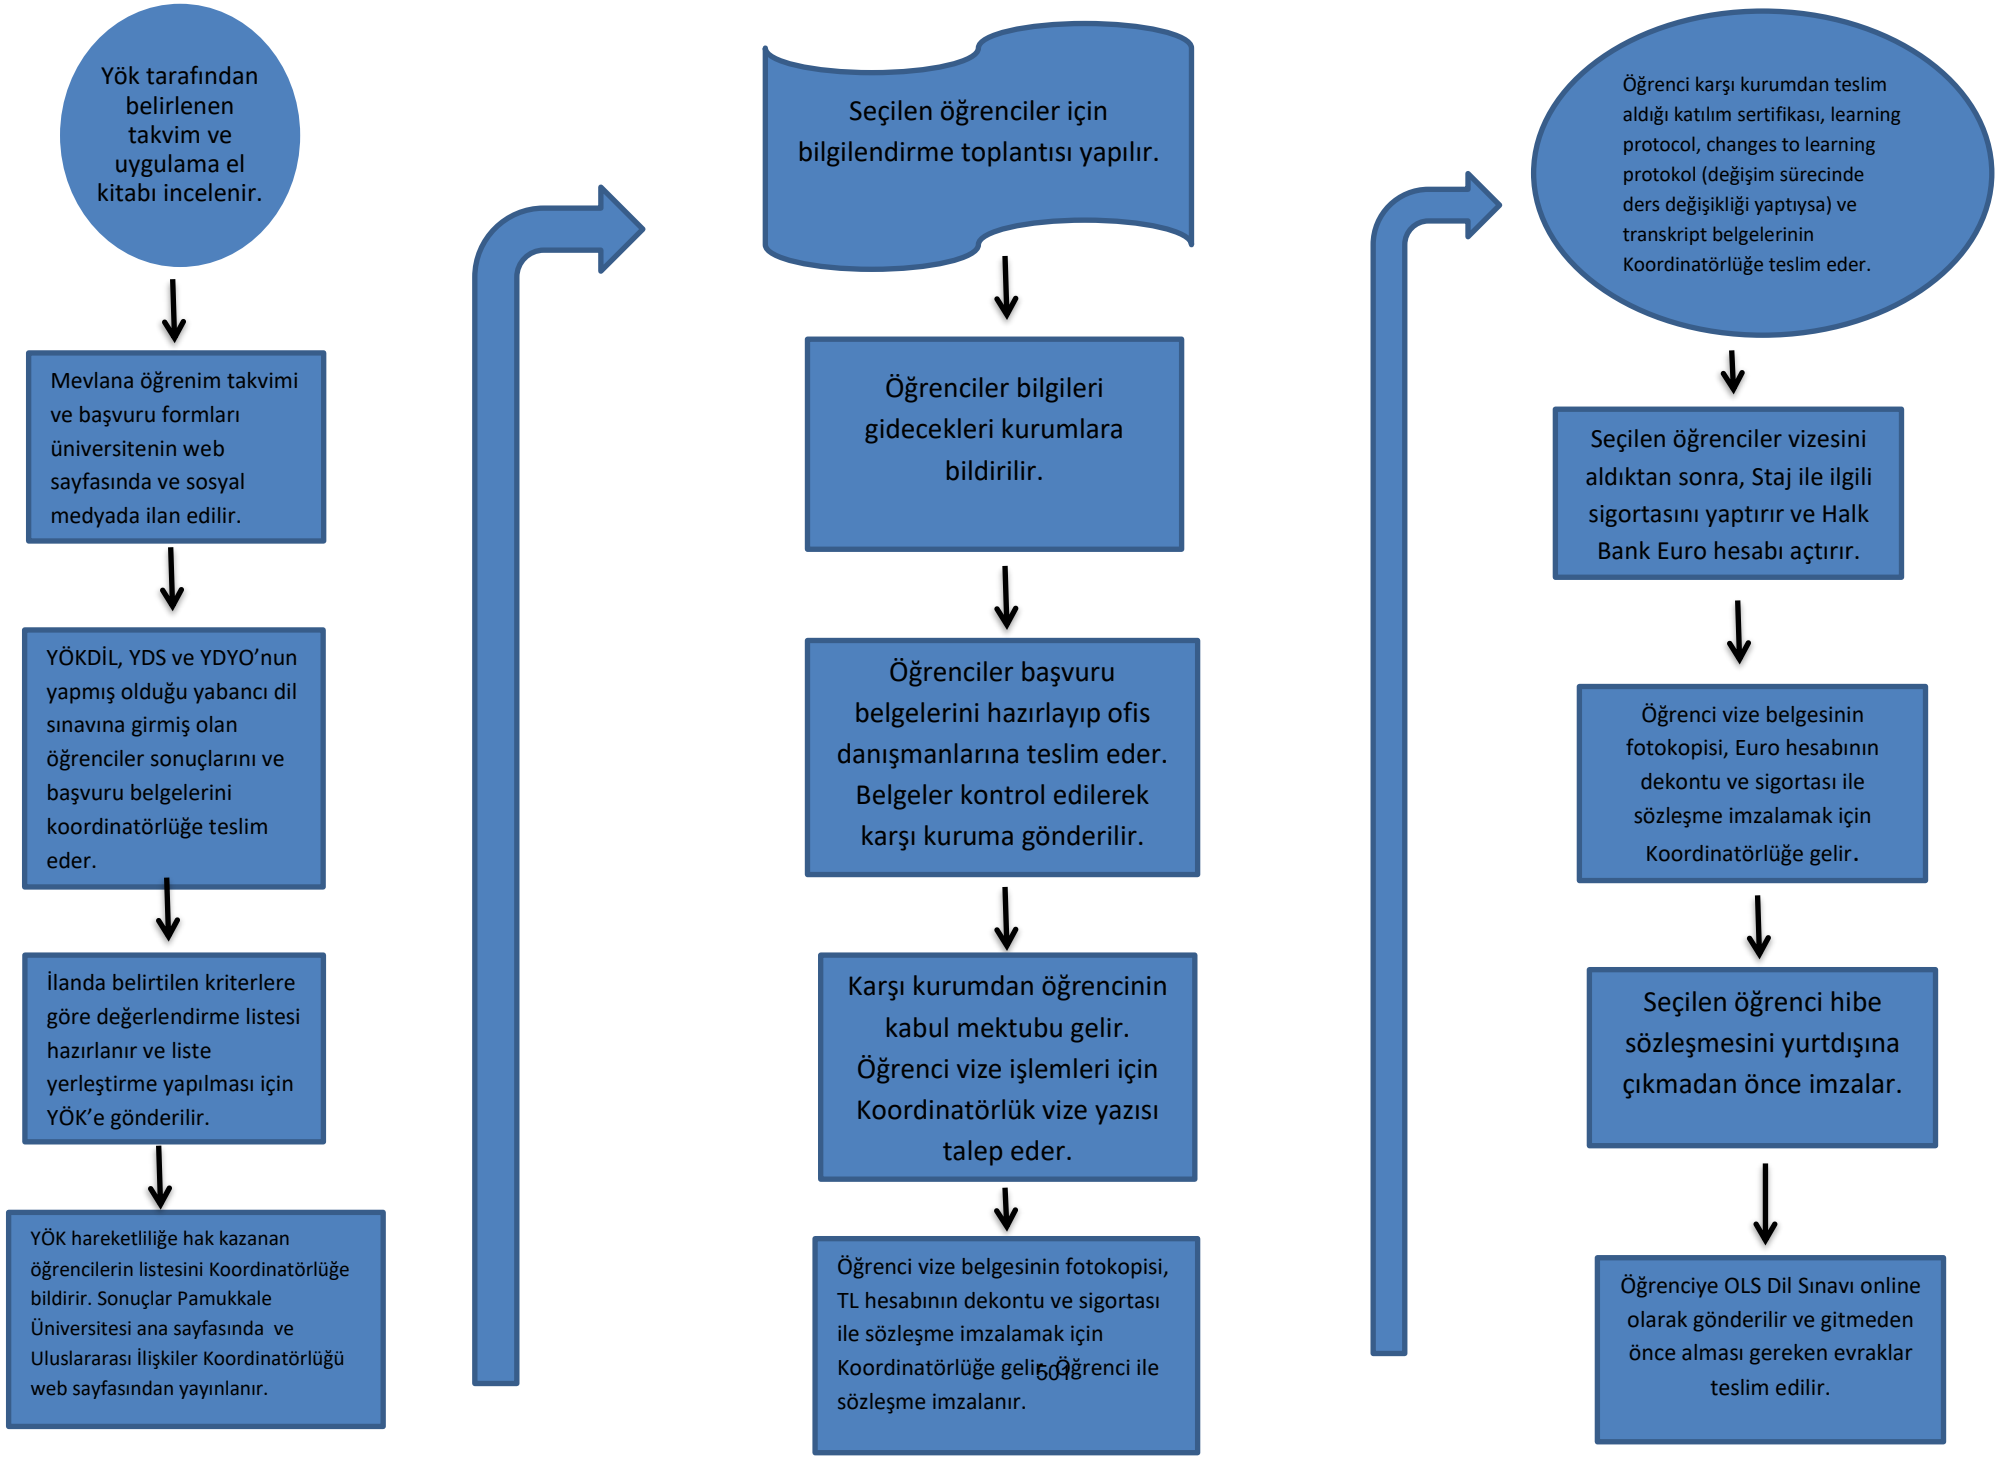 Yök tarafından
belirlenen
takvim ve
uygulama el
kitabı incelenir.
Mevlana öğrenim takvimi
ve başvuru formları
üniversitenin web
sayfasında ve sosyal
medyada ilan edilir.
YÖKDİL, YDS ve YDYO’nun
yapmış olduğu yabancı dil
sınavına girmiş olan
öğrenciler sonuçlarını ve
başvuru belgelerini
koordinatörlüğe teslim
eder.
İlanda belirtilen kriterlere
göre değerlendirme listesi
hazırlanır ve liste
yerleştirme yapılması için
YÖK’e gönderilir.
YÖK hareketliliğe hak kazanan
öğrencilerin listesini Koordinatörlüğe
bildirir. Sonuçlar Pamukkale
Üniversitesi ana sayfasında ve
Uluslararası İlişkiler Koordinatörlüğü
web sayfasından yayınlanır.
Seçilen öğrenciler için
bilgilendirme toplantısı yapılır.
Öğrenciler bilgileri
gidecekleri kurumlara
bildirilir.
Öğrenciler başvuru
belgelerini hazırlayıp ofis
danışmanlarına teslim eder.
Belgeler kontrol edilerek
karşı kuruma gönderilir.
Karşı kurumdan öğrencinin
kabul mektubu gelir.
Öğrenci vize işlemleri için
Koordinatörlük vize yazısı
talep eder.
Öğrenci vize belgesinin fotokopisi,
TL hesabının dekontu ve sigortası
ile sözleşme imzalamak için
Koordinatörlüğe gelir. Öğrenci ile
sözleşme imzalanır.
501
Öğrenci karşı kurumdan teslim
aldığı katılım sertifikası, learning
protocol, changes to learning
protokol (değişim sürecinde
ders değişikliği yaptıysa) ve
transkript belgelerinin
Koordinatörlüğe teslim eder.
Seçilen öğrenciler vizesini
aldıktan sonra, Staj ile ilgili
sigortasını yaptırır ve Halk
Bank Euro hesabı açtırır.
Öğrenci vize belgesinin
fotokopisi, Euro hesabının
dekontu ve sigortası ile
sözleşme imzalamak için
Koordinatörlüğe gelir.
Seçilen öğrenci hibe
sözleşmesini yurtdışına
çıkmadan önce imzalar.
Öğrenciye OLS Dil Sınavı online
olarak gönderilir ve gitmeden
önce alması gereken evraklar
teslim edilir.